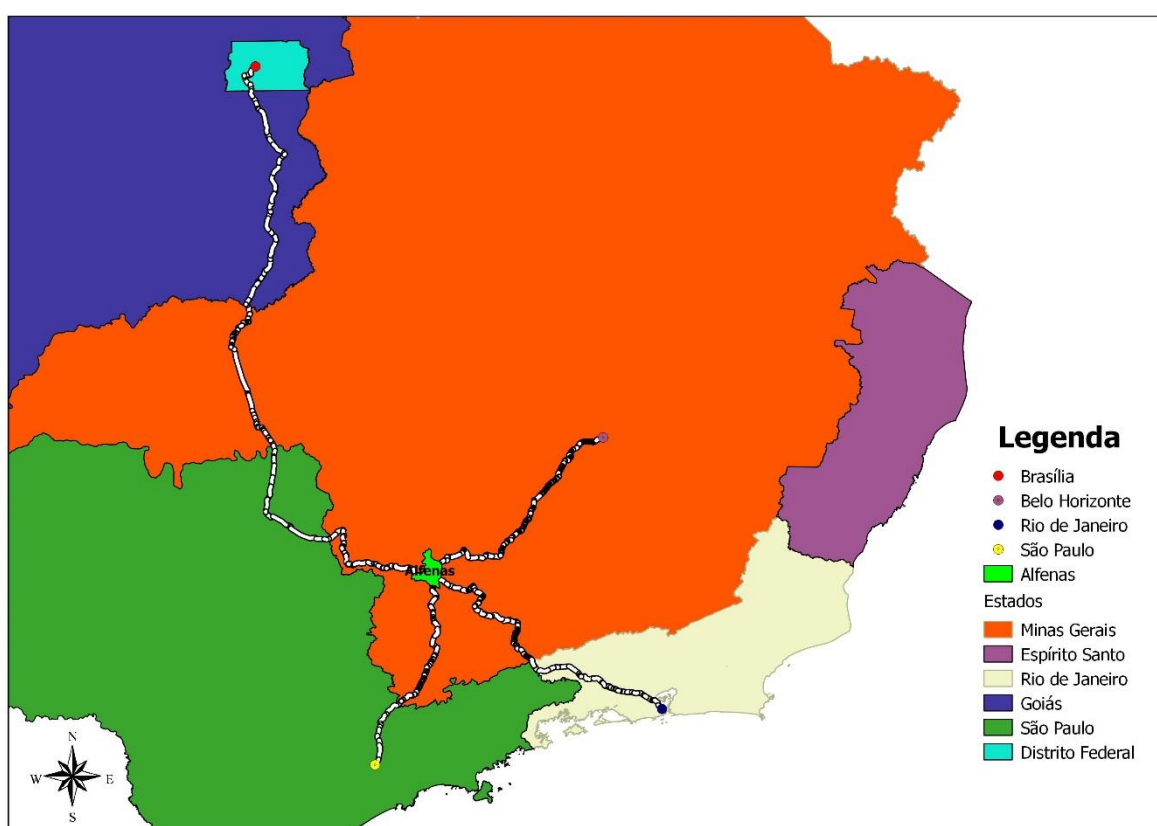 Alfenas
Legenda
Brasília
Belo Horizonte
Rio de Janeiro
São Paulo
Alfenas
Estados
Minas Gerais
Espírito Santo
Rio de Janeiro
Goiás
São Paulo
Distrito Federal
N
W E
S